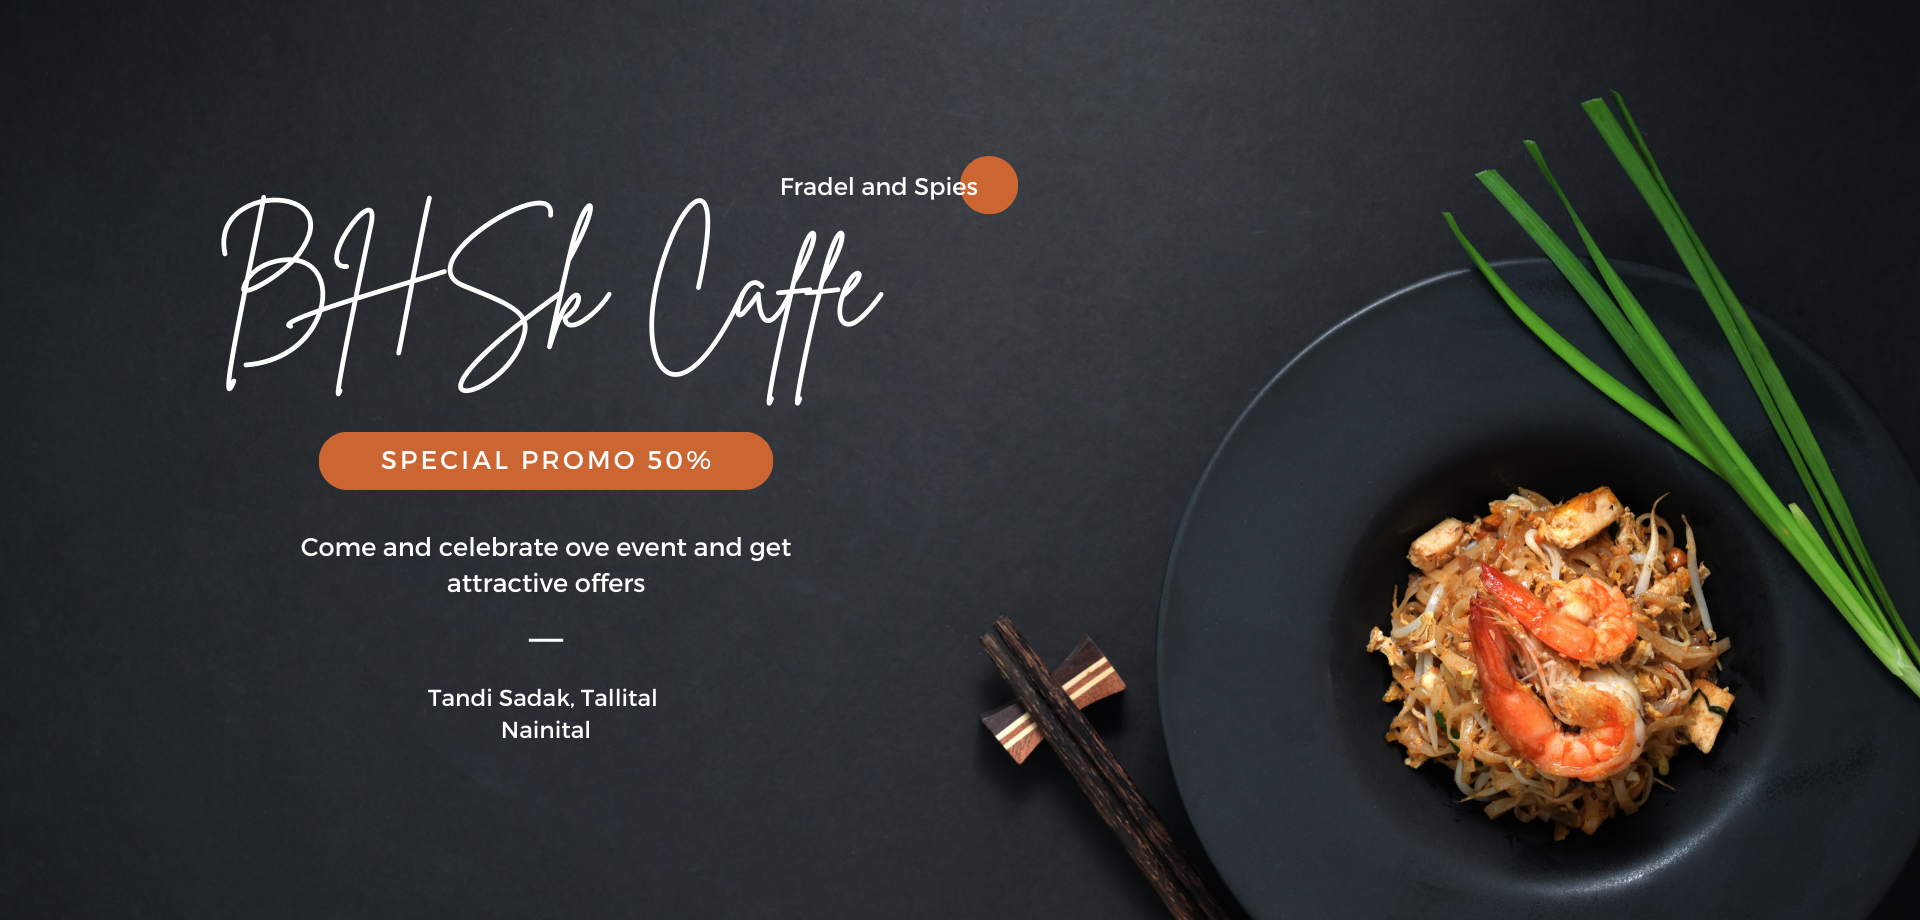 Fradel and Spies
BHSk Caffe
SPECIAL PROMO 50%
Come and celebrate ove event and get
attractive offers
Tandi Sadak, Tallital
Nainital